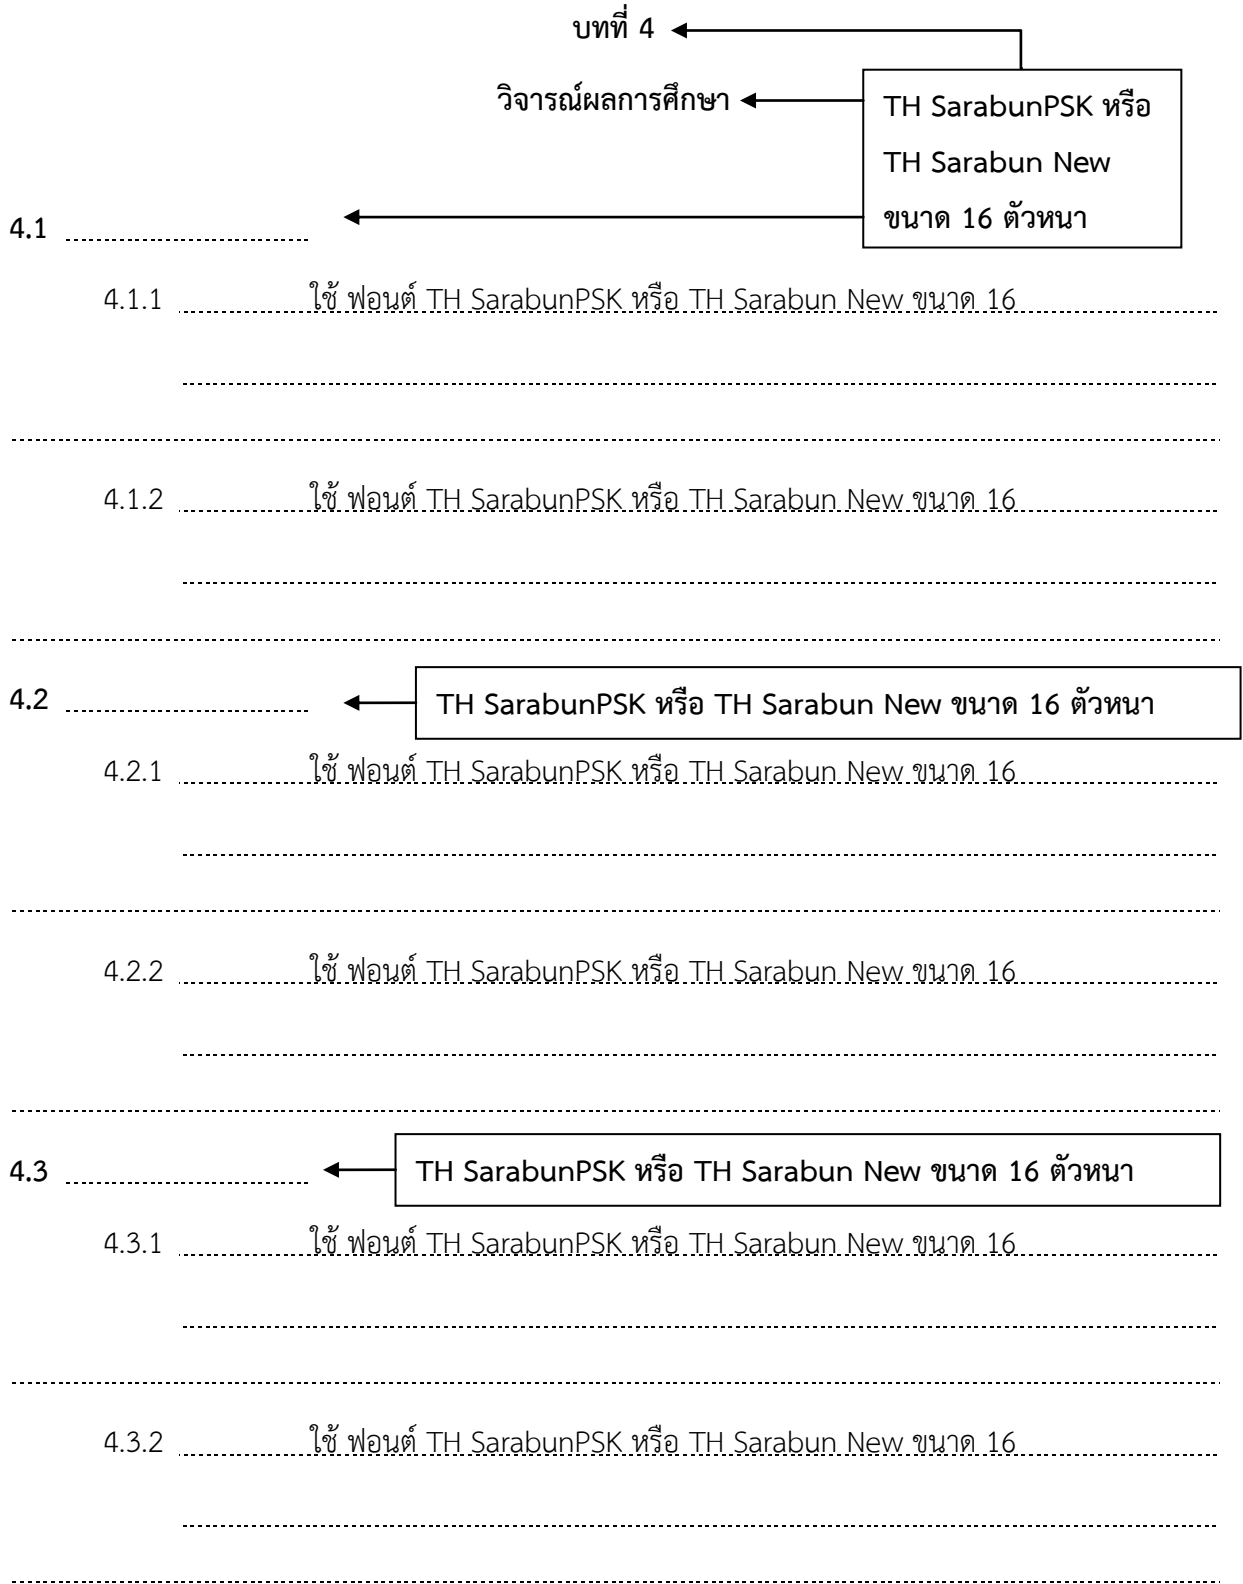 บทที่ 4
วิจารณ์ผลการศึกษา
TH SarabunPSK หรือ
TH Sarabun New
ขนาด 16 ตัวหนา
4.1
4.1.1 ใช้ ฟอนต์ TH SarabunPSK หรือ TH Sarabun New ขนาด 16
4.1.2 ใช้ ฟอนต์ TH SarabunPSK หรือ TH Sarabun New ขนาด 16
4.2 TH SarabunPSK หรือ TH Sarabun New ขนาด 16 ตัวหนา
4.2.1 ใช้ ฟอนต์ TH SarabunPSK หรือ TH Sarabun New ขนาด 16
4.2.2 ใช้ ฟอนต์ TH SarabunPSK หรือ TH Sarabun New ขนาด 16
4.3 TH SarabunPSK หรือ TH Sarabun New ขนาด 16 ตัวหนา
4.3.1 ใช้ ฟอนต์ TH SarabunPSK หรือ TH Sarabun New ขนาด 16
4.3.2 ใช้ ฟอนต์ TH SarabunPSK หรือ TH Sarabun New ขนาด 16